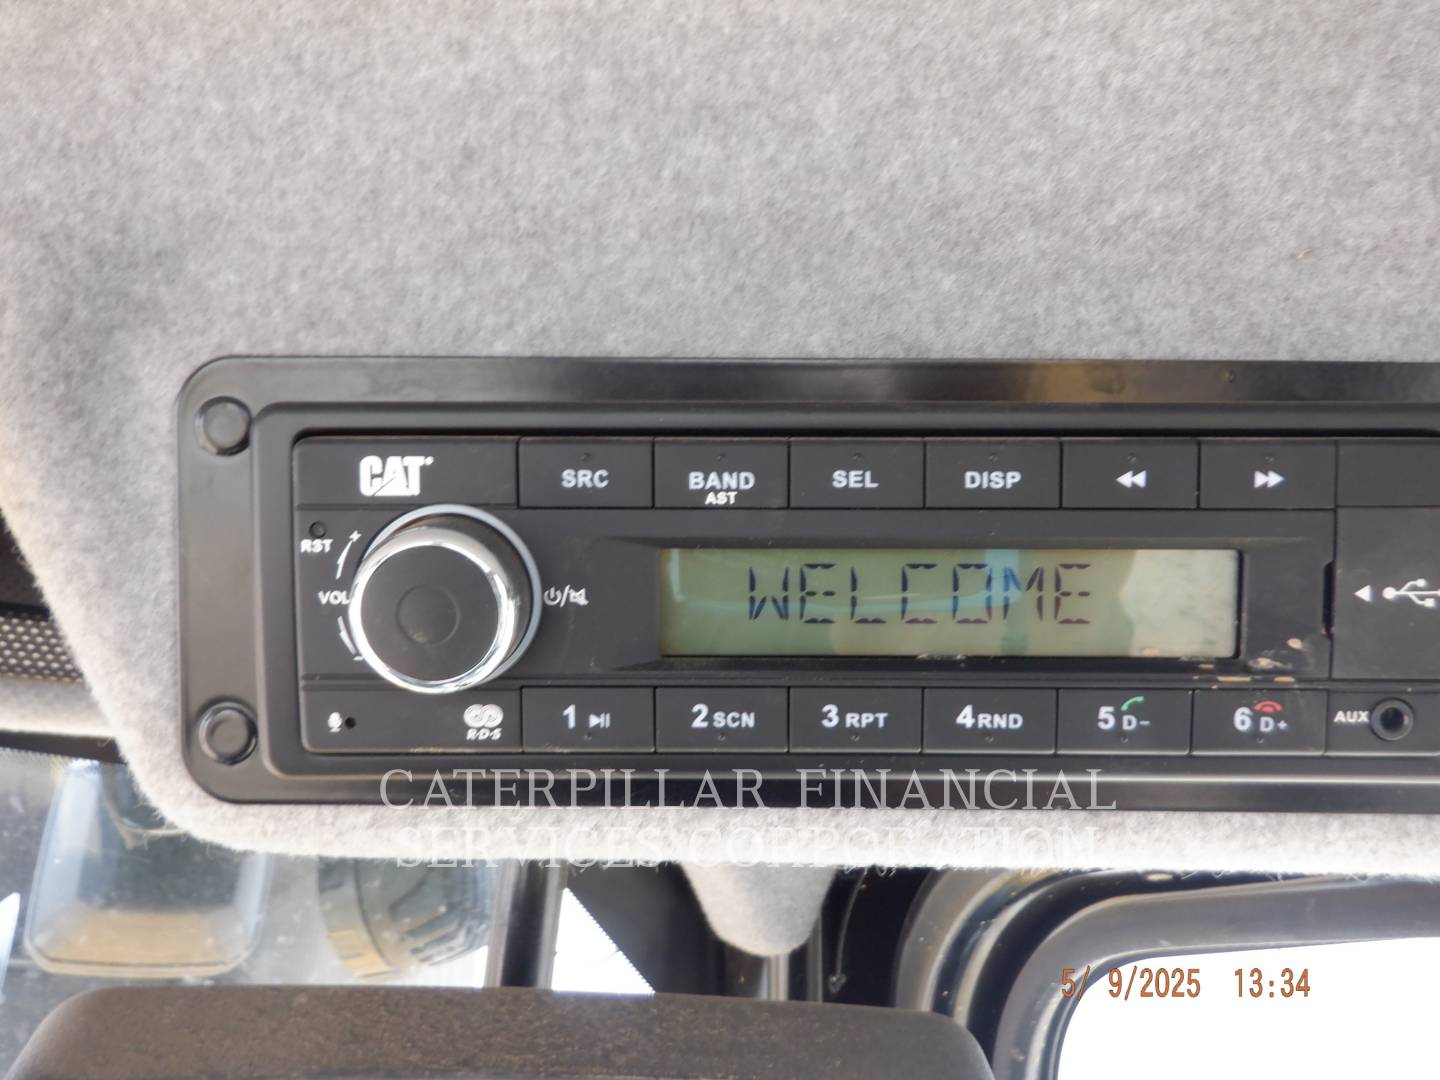 CAT
SRC
BAND
AST
SEL
DISP
RST
VOL
WELCOME
R·D·S
1
2 SCN
3 RPT
4 RND
5 D-
6 D+
AUX
CATERPILLAR FINANCIAL
SERVICES CORPORATION
5/ 9/2025 13:34